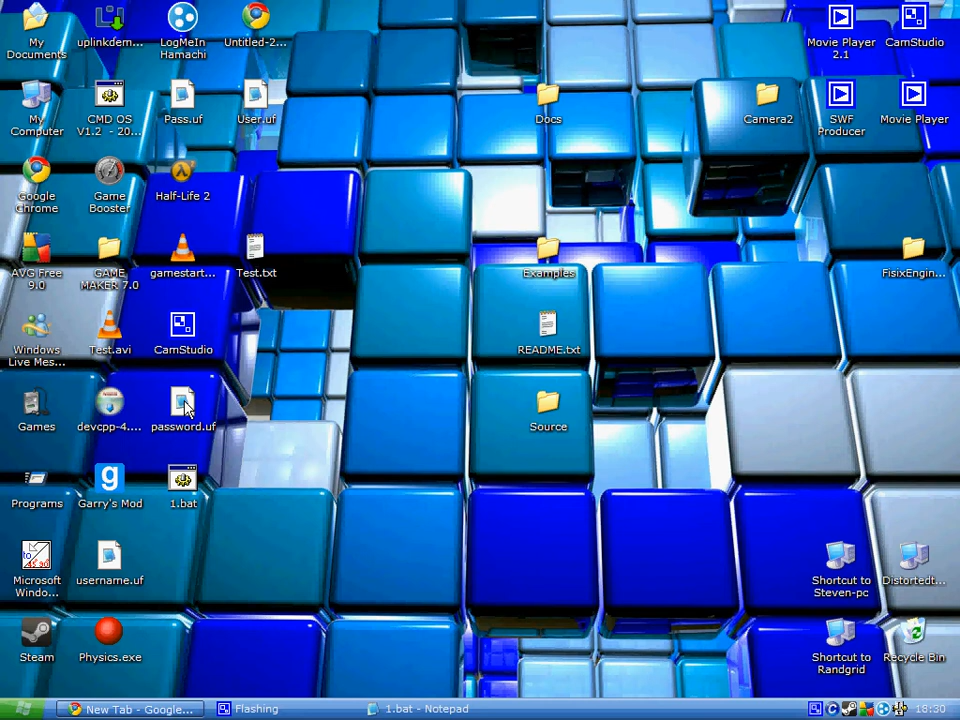 My
Documents
uplinkdem...
LogMeIn
Hamachi
Untitled-2...
Movie Player
2.1
CamStudio
My
Computer
CMD OS
V1.2 - 20...
Pass.uf
User.uf
Docs
Camera2
SWF
Producer
Movie Player
Google
Chrome
Game
Booster
Half-Life 2
AVG Free
9.0
GAME
MAKER 7.0
gamestart...
Test.txt
Examples
FisixEngin...
Windows
Live Mes...
Test.avi
CamStudio
README.txt
Games
devcpp-4....
password.uf
Source
Programs
g
Garry's Mod
1.bat
Microsoft
Windo...
username.uf
Shortcut to
Steven-pc
Distortedt...
Steam
Physics.exe
Shortcut to
Randgrid
Recycle Bin
New Tab - Google...
Flashing
1.bat - Notepad
18:30